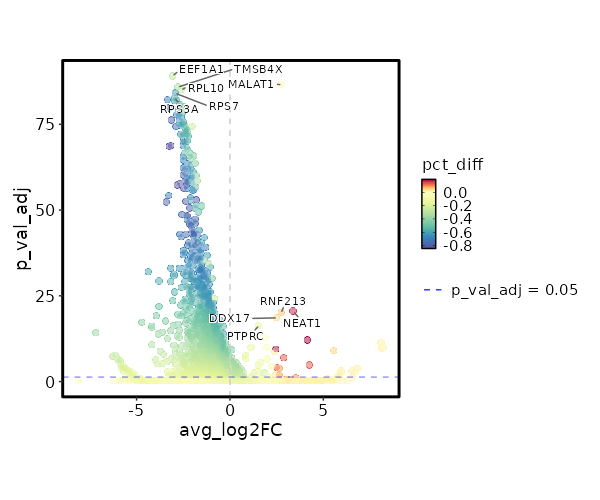 EEF1A1
TMSB4X
RPL10
MALAT1
RPS3A
RPS7
RNF213
DDX17
NEAT1
PTPRC
75
50
25
0
p_val_adj
-5
0
5
avg_log2FC
pct_diff
0.0
-0.2
-0.4
-0.6
-0.8
p_val_adj = 0.05